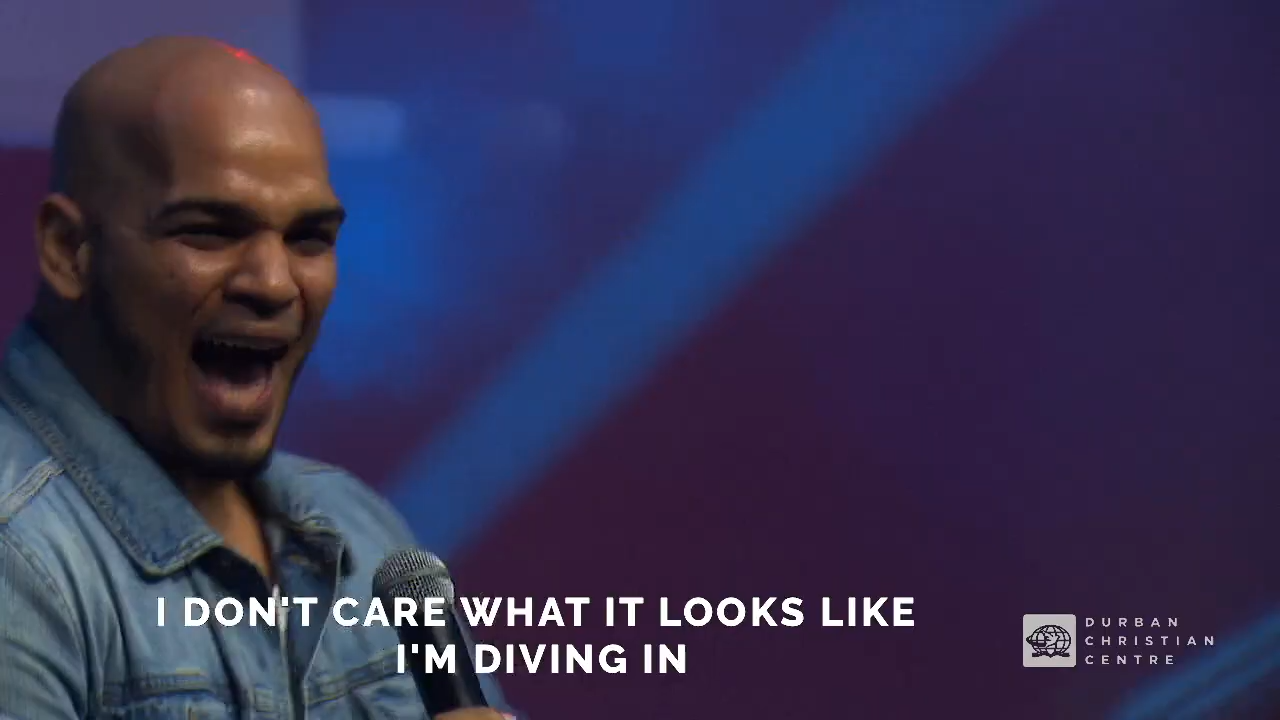 I DON'T CARE WHAT IT LOOKS LIKE
I'M DIVING IN
DURBAN
CHRISTIAN
CENTRE